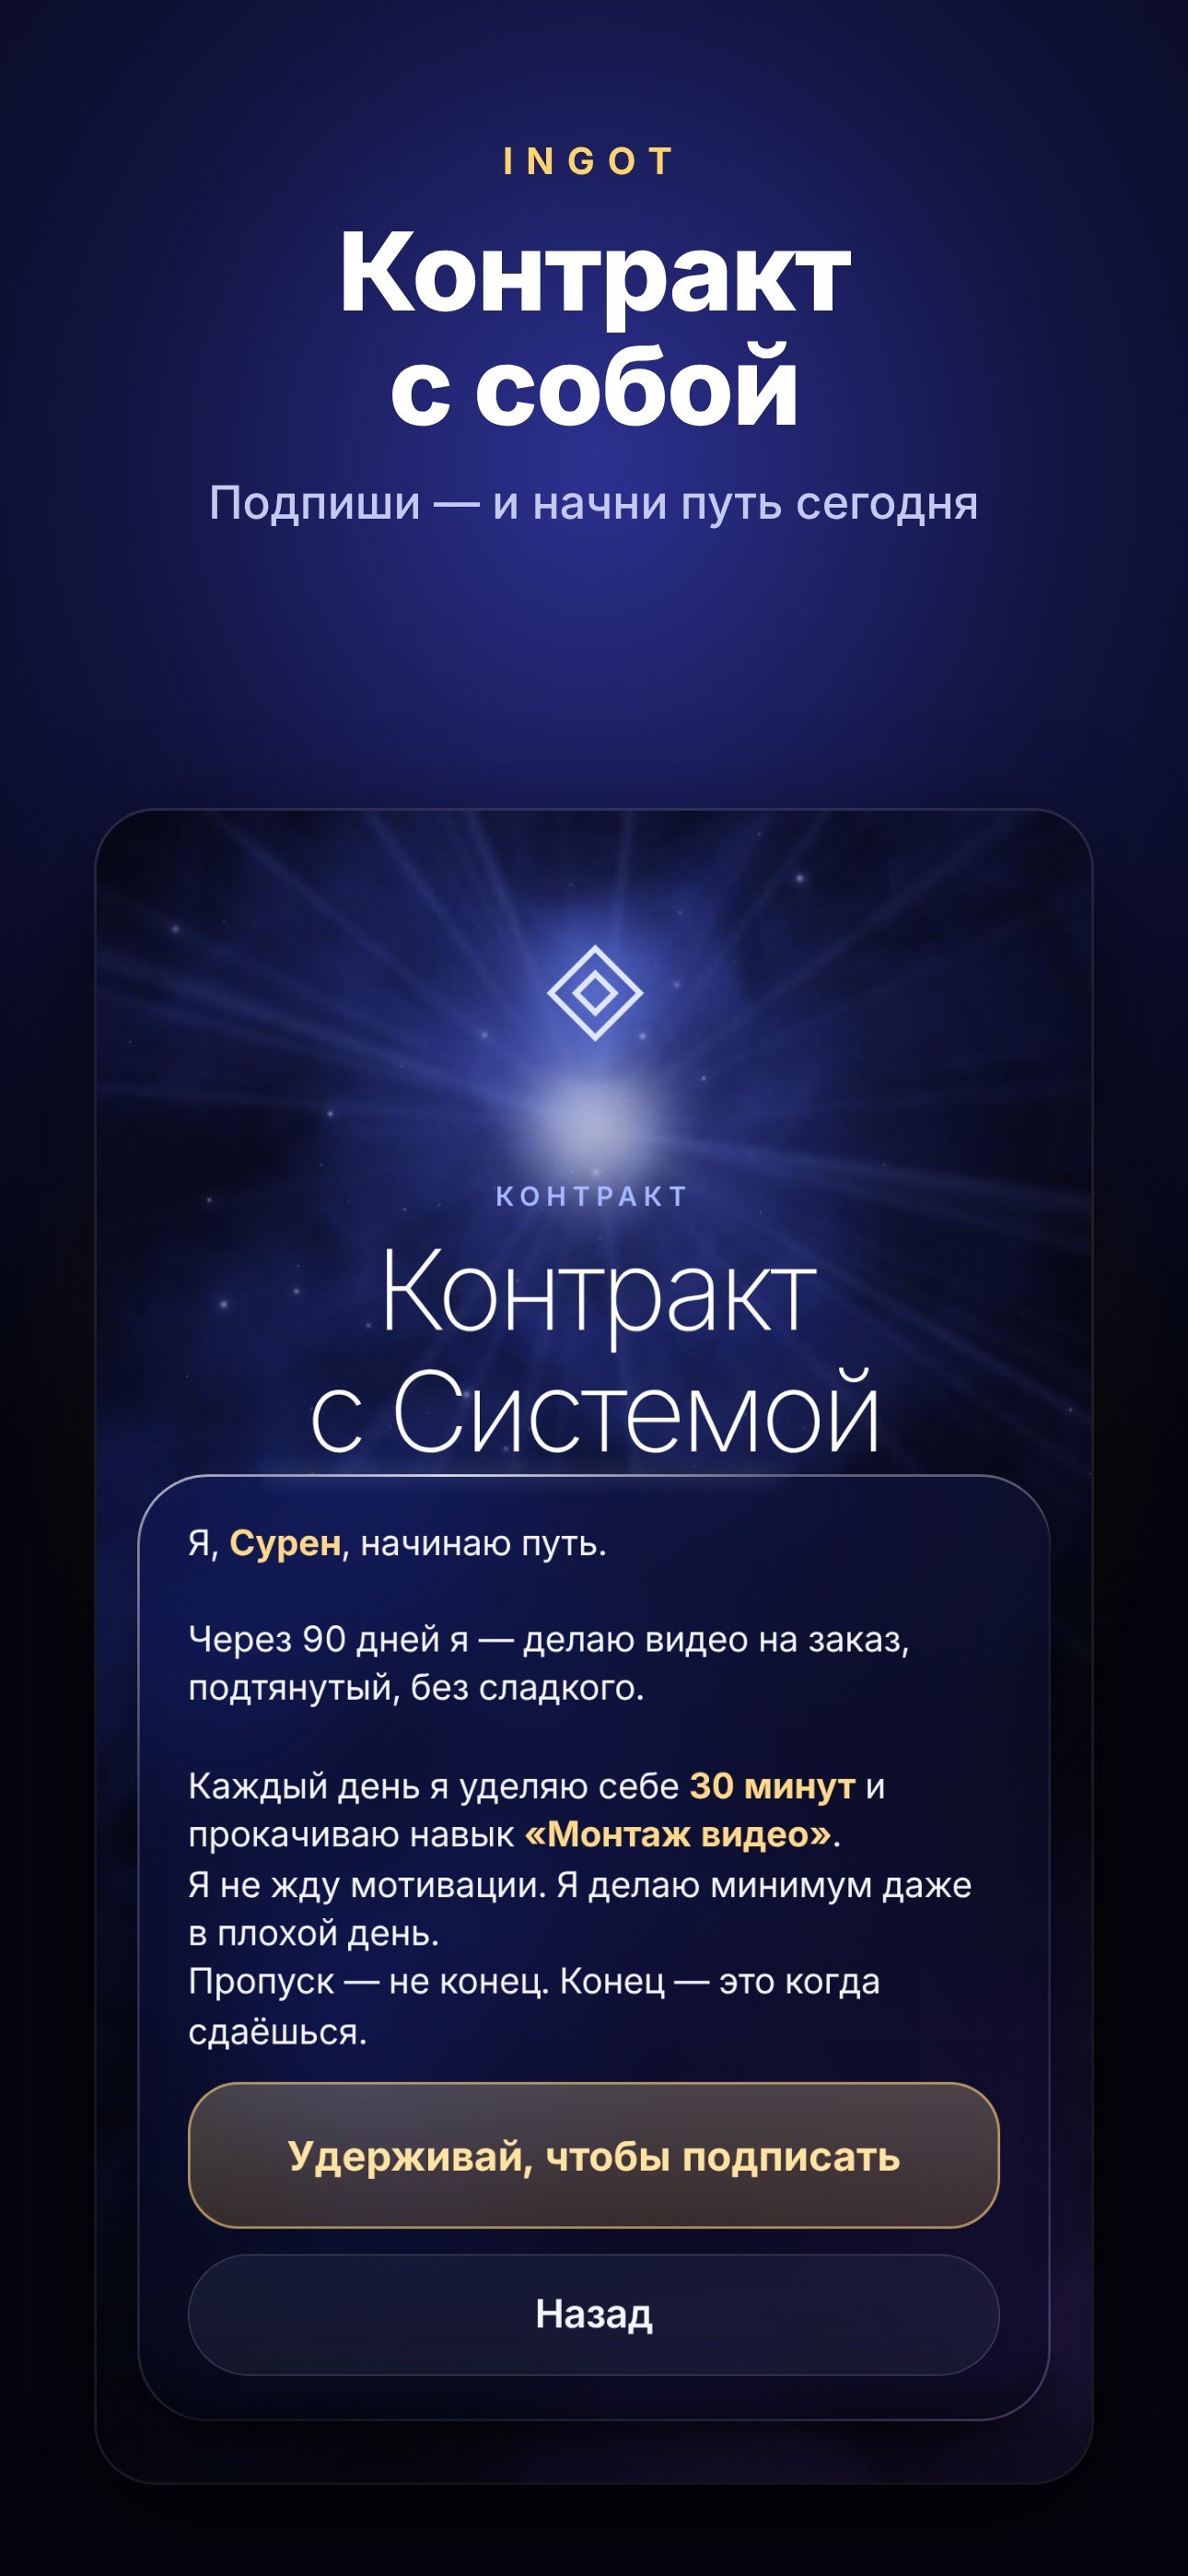 INGOT
Контракт
с собой
Подпиши — и начни путь сегодня
КОНТРАКТ
Контракт
с Системой
Я, Сурен, начинаю путь.
Через 90 дней я — делаю видео на заказ,
подтянутый, без сладкого.
Каждый день я уделяю себе 30 минут и
прокачиваю навык «Монтаж видео».
Я не жду мотивации. Я делаю минимум даже
в плохой день.
Пропуск — не конец. Конец — это когда
сдаёшься.
Удерживай, чтобы подписать
Назад